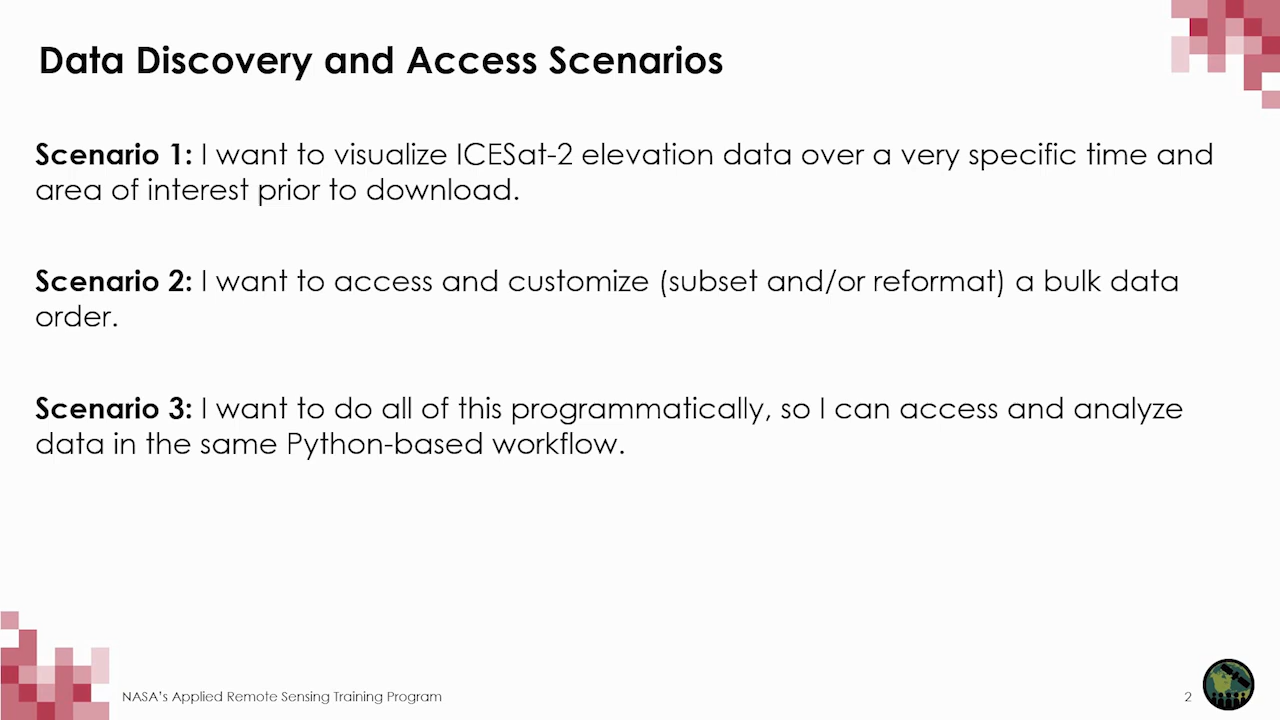 Data Discovery and Access Scenarios
Scenario 1: I want to visualize ICESat-2 elevation data over a very specific time and
area of interest prior to download.
Scenario 2: I want to access and customize (subset and/or reformat) a bulk data
order.
Scenario 3: I want to do all of this programmatically, so I can access and analyze
data in the same Python-based workflow.
NASA's Applied Remote Sensing Training Program
2